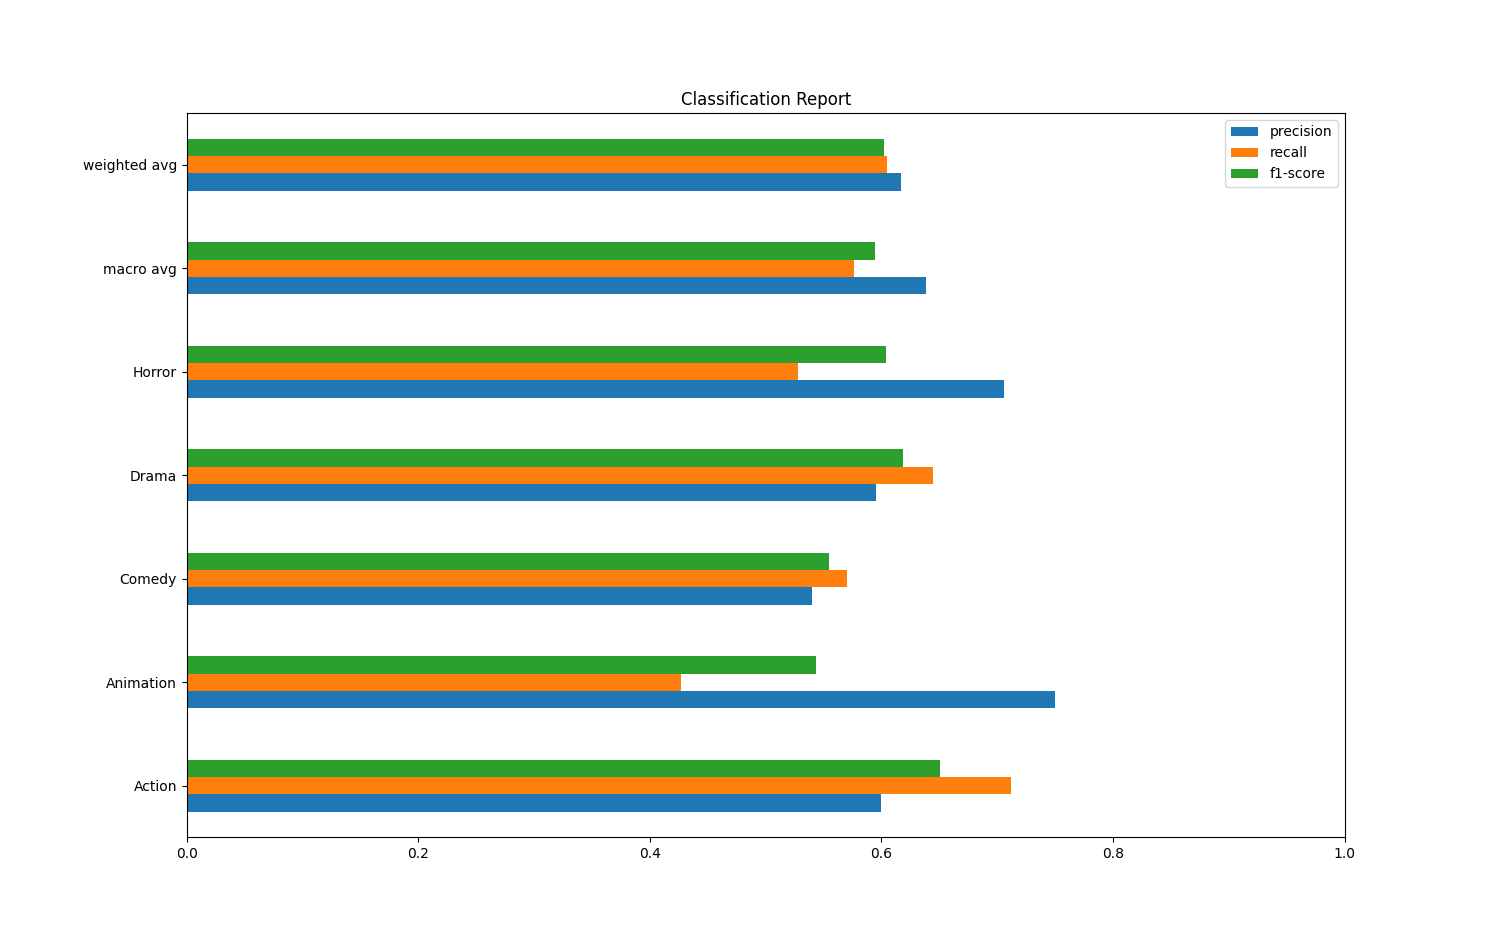 Classification Report
precision
recall
f1-score
weighted avg
macro avg
Horror
Drama
Comedy
Animation
Action
0.0 0.2 0.4 0.6 0.8 1.0